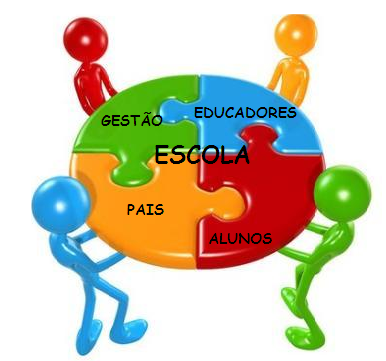 GESTÃO
EDUCADORES
ESCOLA
PAIS
ALUNOS